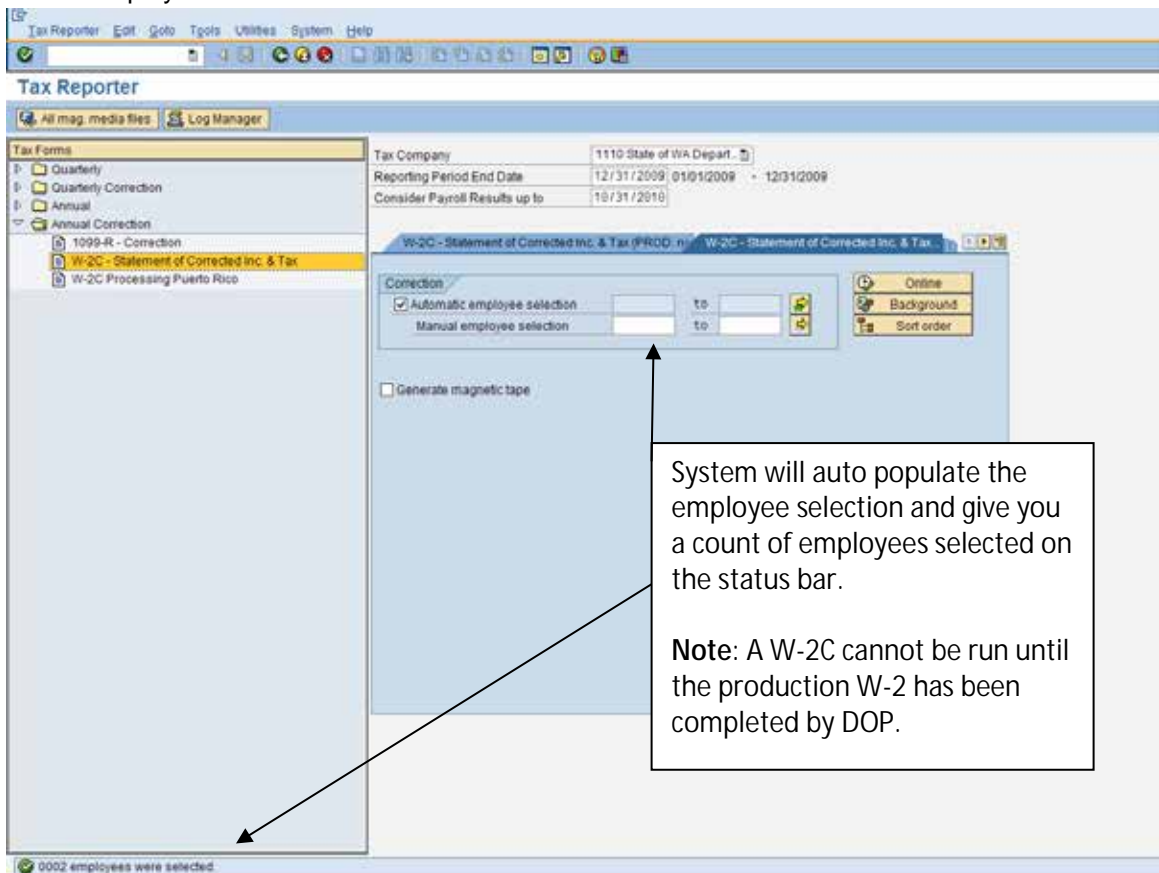 Tax Reporter Edit Goto Tools Utilities System Help
Tax Reporter
All mag. media files Log Manager
Tax Forms
Quarterly
Quarterly Correction
Annual
Annual Correction
1099-R - Correction
W-2C - Statement of Corrected Inc. & Tax
W-2C Processing Puerto Rico
Tax Company 1110 State of WA Depart..
Reporting Period End Date 12/31/2009 01/01/2009 - 12/31/2009
Consider Payroll Results up to 10/31/2010
W-2C - Statement of Corrected Inc. & Tax (PROD. n W-2C - Statement of Corrected Inc. & Tax..
Correction
Automatic employee selection to
Manual employee selection to
Online
Background
Sort order
Generate magnetic tape
System will auto populate the
employee selection and give you
a count of employees selected on
the status bar.
Note: A W-2C cannot be run until
the production W-2 has been
completed by DOP.
0002 employees were selected.